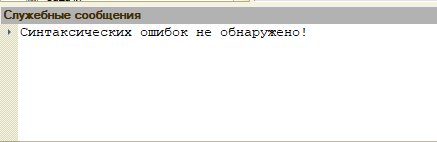 Служебные сообщения
Синтаксических ошибок не обнаружено!